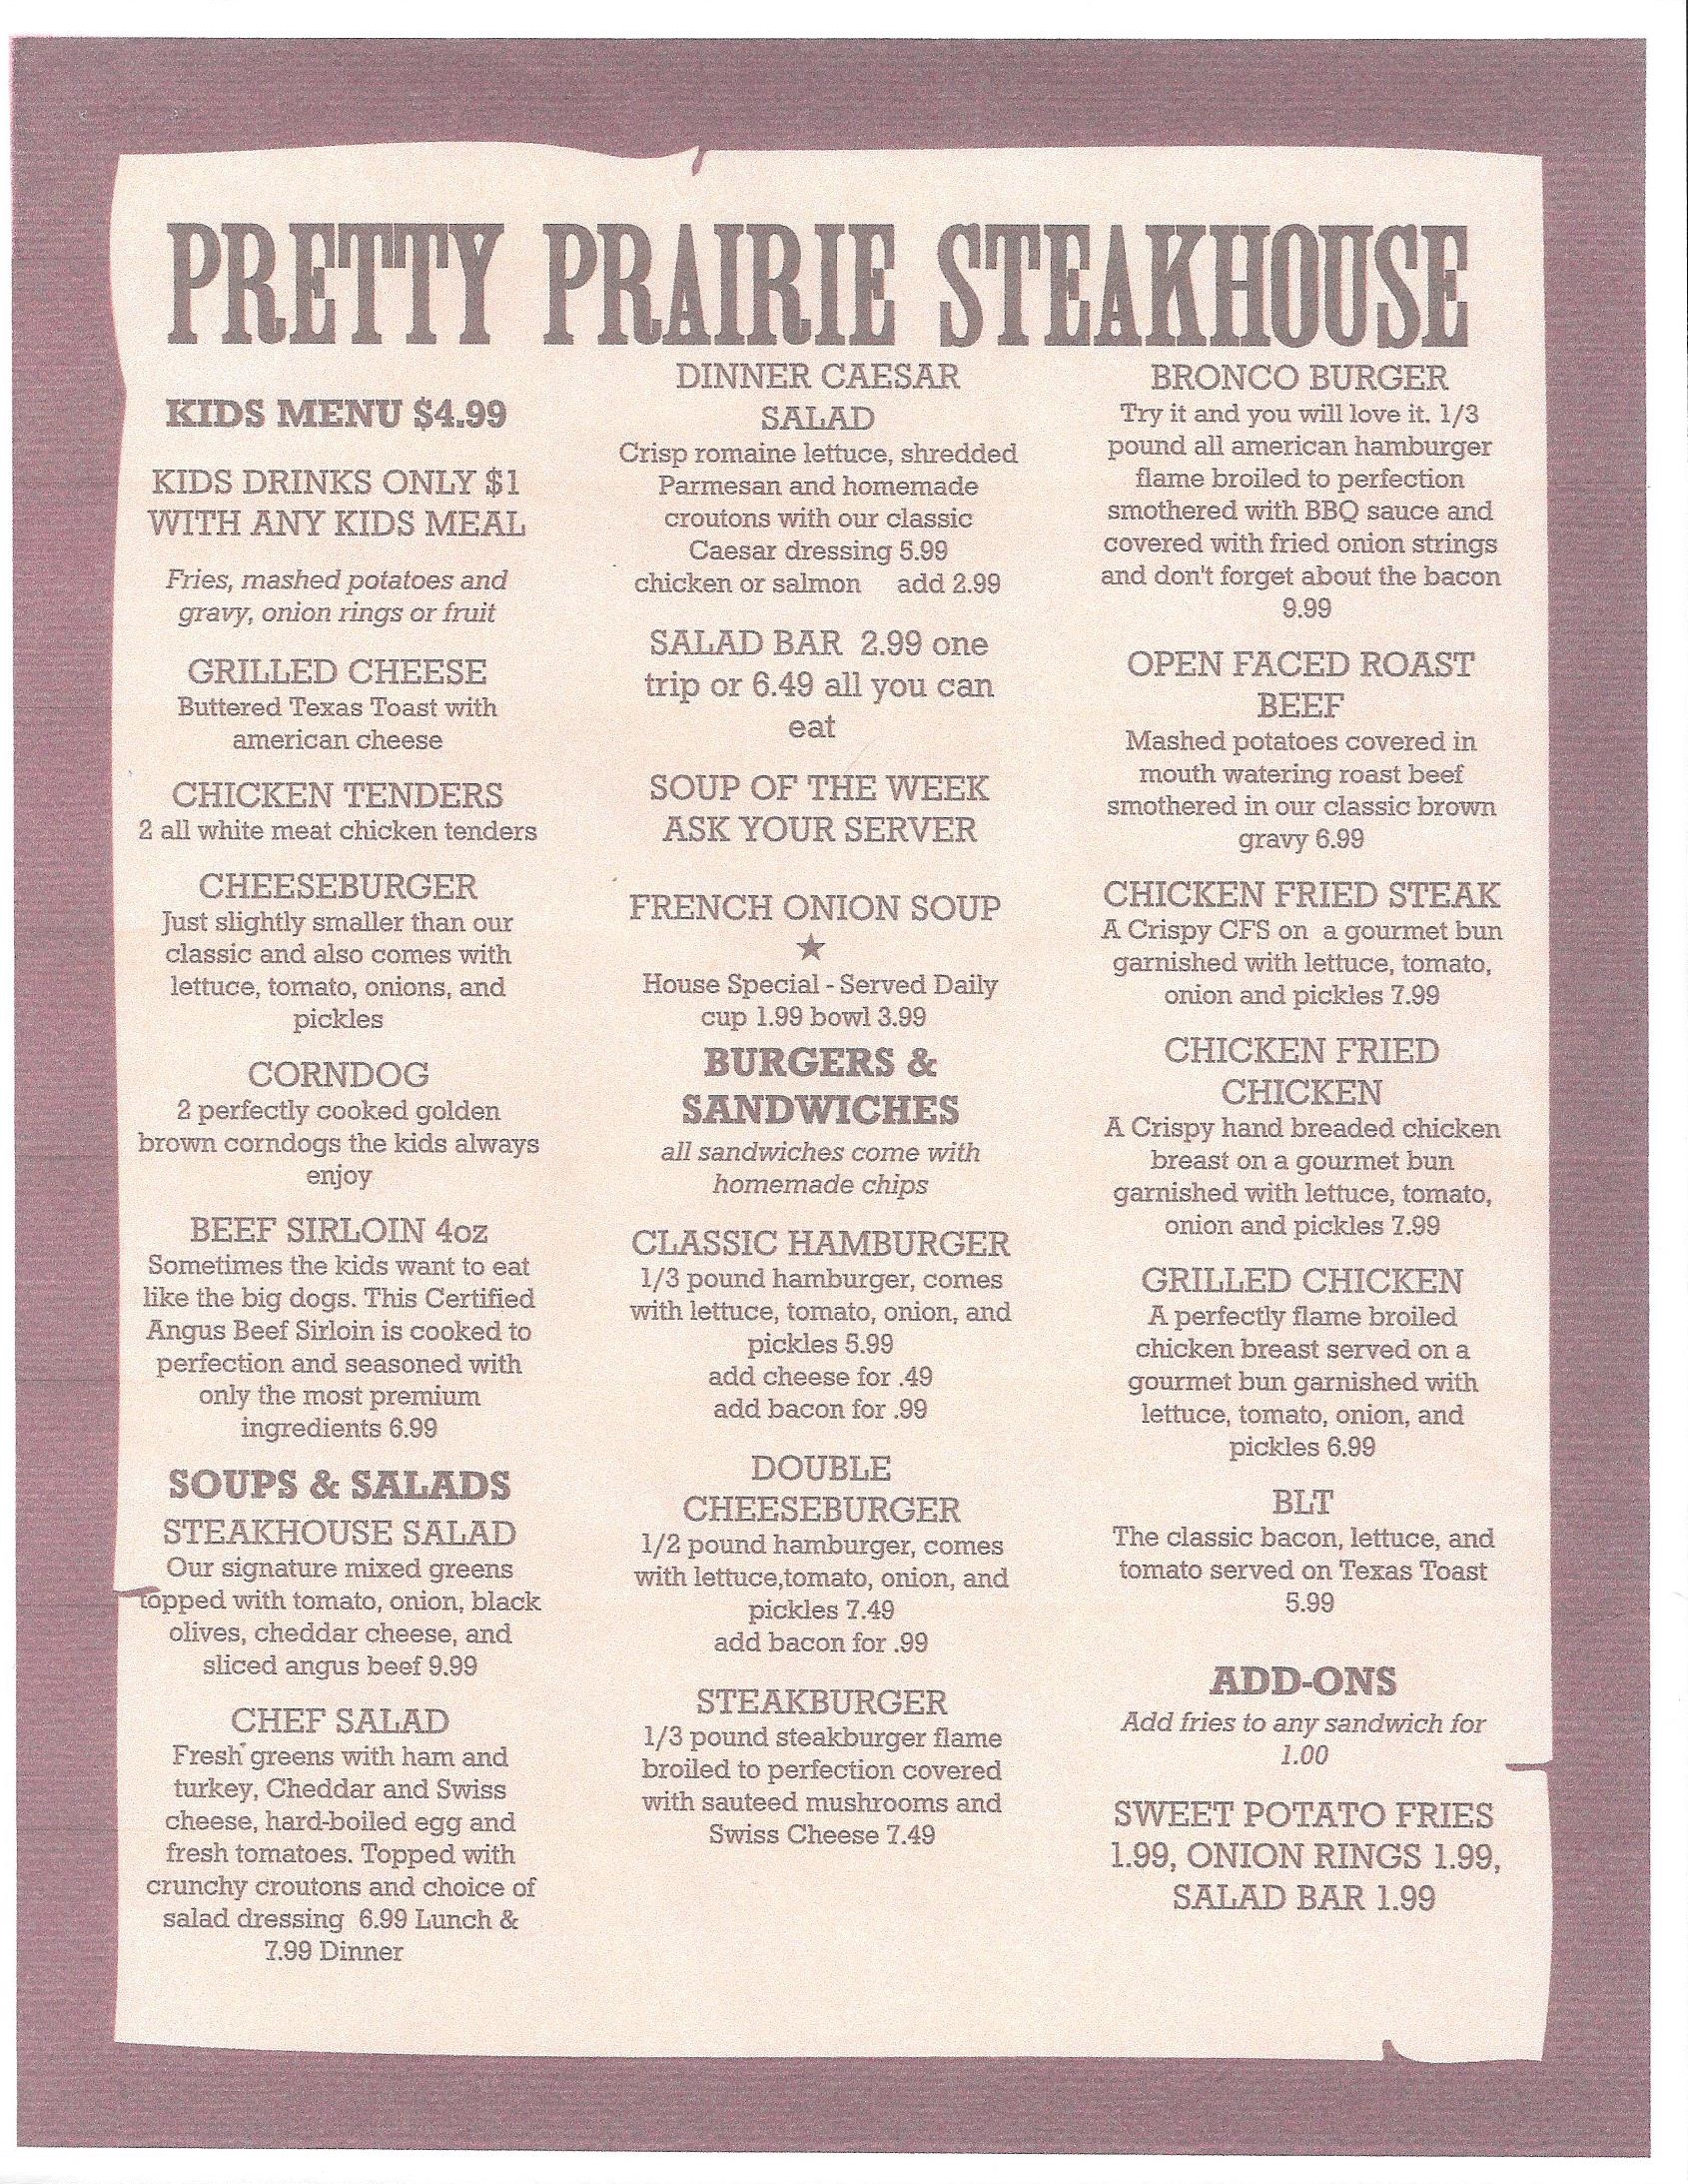 PRETTY PRAIRIE STEAKHOUSE
KIDS MENU $4.99
KIDS DRINKS ONLY $1
WITH ANY KIDS MEAL
Fries, mashed potatoes and
gravy, onion rings or fruit
GRILLED CHEESE
Buttered Texas Toast with
american cheese
CHICKEN TENDERS
2 all white meat chicken tenders
CHEESEBURGER
Just slightly smaller than our
classic and also comes with
lettuce, tomato, onions, and
pickles
CORNDOG
2 perfectly cooked golden
brown corndogs the kids always
enjoy
BEEF SIRLOIN 4oz
Sometimes the kids want to eat
like the big dogs. This Certified
Angus Beef Sirloin is cooked to
perfection and seasoned with
only the most premium
ingredients 6.99
SOUPS & SALADS
STEAKHOUSE SALAD
Our signature mixed greens
topped with tomato, onion, black
olives, cheddar cheese, and
sliced angus beef 9.99
CHEF SALAD
Fresh greens with ham and
turkey, Cheddar and Swiss
cheese, hard-boiled egg and
fresh tomatoes. Topped with
crunchy croutons and choice of
salad dressing 6.99 Lunch &
7.99 Dinner
DINNER CAESAR
SALAD
Crisp romaine lettuce, shredded
Parmesan and homemade
croutons with our classic
Caesar dressing 5.99
chicken or salmon add 2.99
SALAD BAR 2.99 one
trip or 6.49 all you can
eat
SOUP OF THE WEEK
ASK YOUR SERVER
FRENCH ONION SOUP
★
House Special - Served Daily
cup 1.99 bowl 3.99
BURGERS &
SANDWICHES
all sandwiches come with
homemade chips
CLASSIC HAMBURGER
1/3 pound hamburger, comes
with lettuce, tomato, onion, and
pickles 5.99
add cheese for .49
add bacon for .99
DOUBLE
CHEESEBURGER
1/2 pound hamburger, comes
with lettuce,tomato, onion, and
pickles 7.49
add bacon for .99
STEAKBURGER
1/3 pound steakburger flame
broiled to perfection covered
with sauteed mushrooms and
Swiss Cheese 7.49
BRONCO BURGER
Try it and you will love it. 1/3
pound all american hamburger
flame broiled to perfection
smothered with BBQ sauce and
covered with fried onion strings
and don't forget about the bacon
9.99
OPEN FACED ROAST
BEEF
Mashed potatoes covered in
mouth watering roast beef
smothered in our classic brown
gravy 6.99
CHICKEN FRIED STEAK
A Crispy CFS on a gourmet bun
garnished with lettuce, tomato,
onion and pickles 7.99
CHICKEN FRIED
CHICKEN
A Crispy hand breaded chicken
breast on a gourmet bun
garnished with lettuce, tomato,
onion and pickles 7.99
GRILLED CHICKEN
A perfectly flame broiled
chicken breast served on a
gourmet bun garnished with
lettuce, tomato, onion, and
pickles 6.99
BLT
The classic bacon, lettuce, and
tomato served on Texas Toast
5.99
ADD-ONS
Add fries to any sandwich for
1.00
SWEET POTATO FRIES
1.99, ONION RINGS 1.99,
SALAD BAR 1.99